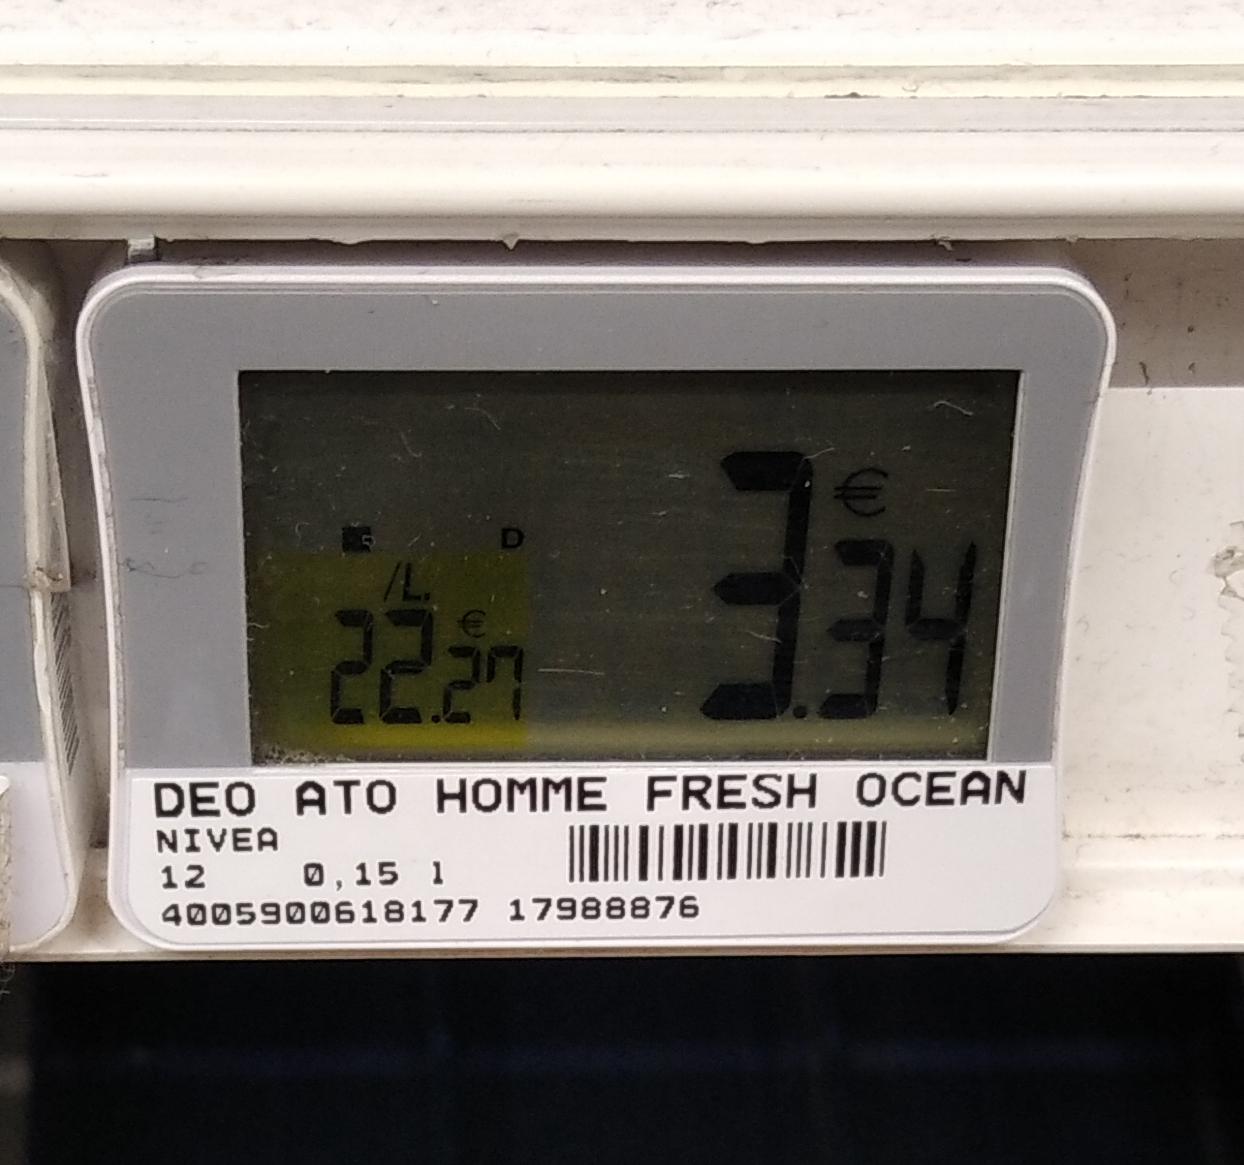 D
/L.
22.27 €
3.34 €
DEO ATO HOMME FRESH OCEAN
NIVEA
12 0,15 l
4005900618177 17988876